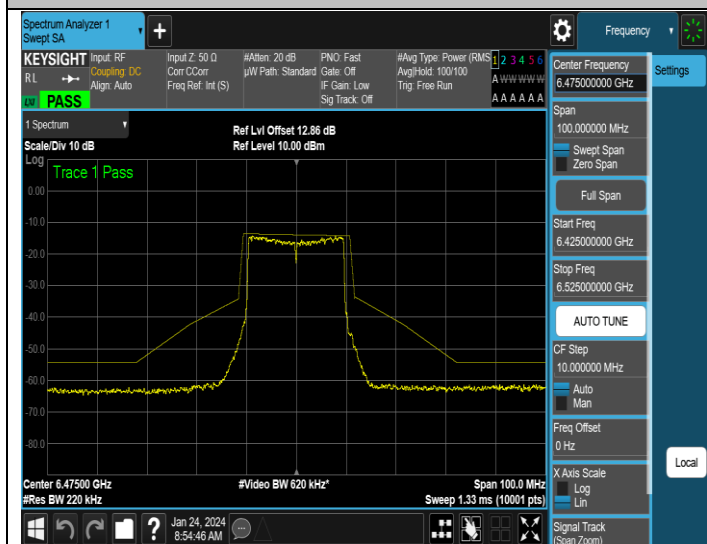 Spectrum Analyzer 1
Swept SA
Frequency
KEYSIGHT
RL
LXI
PASS
Input: RF
Coupling: DC
Align: Auto
Input Z: 50 Ω
Corr CCorr
Freq Ref: Int (S)
#Atten: 20 dB
µW Path: Standard
PNO: Fast
Gate: Off
IF Gain: Low
Sig Track: Off
#Avg Type: Power (RMS
Avg|Hold: 100/100
Trig: Free Run
1 2 3 4 5 6
A W W W W W
A A A A A A
1 Spectrum
Scale/Div 10 dB
Ref Lvl Offset 12.86 dB
Ref Level 10.00 dBm
Log
Trace 1 Pass
0.00
-10.0
-20.0
-30.0
-40.0
-50.0
-60.0
-70.0
-80.0
Center 6.47500 GHz
#Res BW 220 kHz
#Video BW 620 kHz*
Span 100.0 MHz
Sweep 1.33 ms (10001 pts)
Center Frequency
6.475000000 GHz
Settings
Span
100.000000 MHz
Swept Span
Zero Span
Full Span
Start Freq
6.425000000 GHz
Stop Freq
6.525000000 GHz
AUTO TUNE
CF Step
10.000000 MHz
Auto
Man
Freq Offset
0 Hz
X Axis Scale
Log
Lin
Local
Signal Track
(Span Zoom)
?
Jan 24, 2024
8:54:46 AM